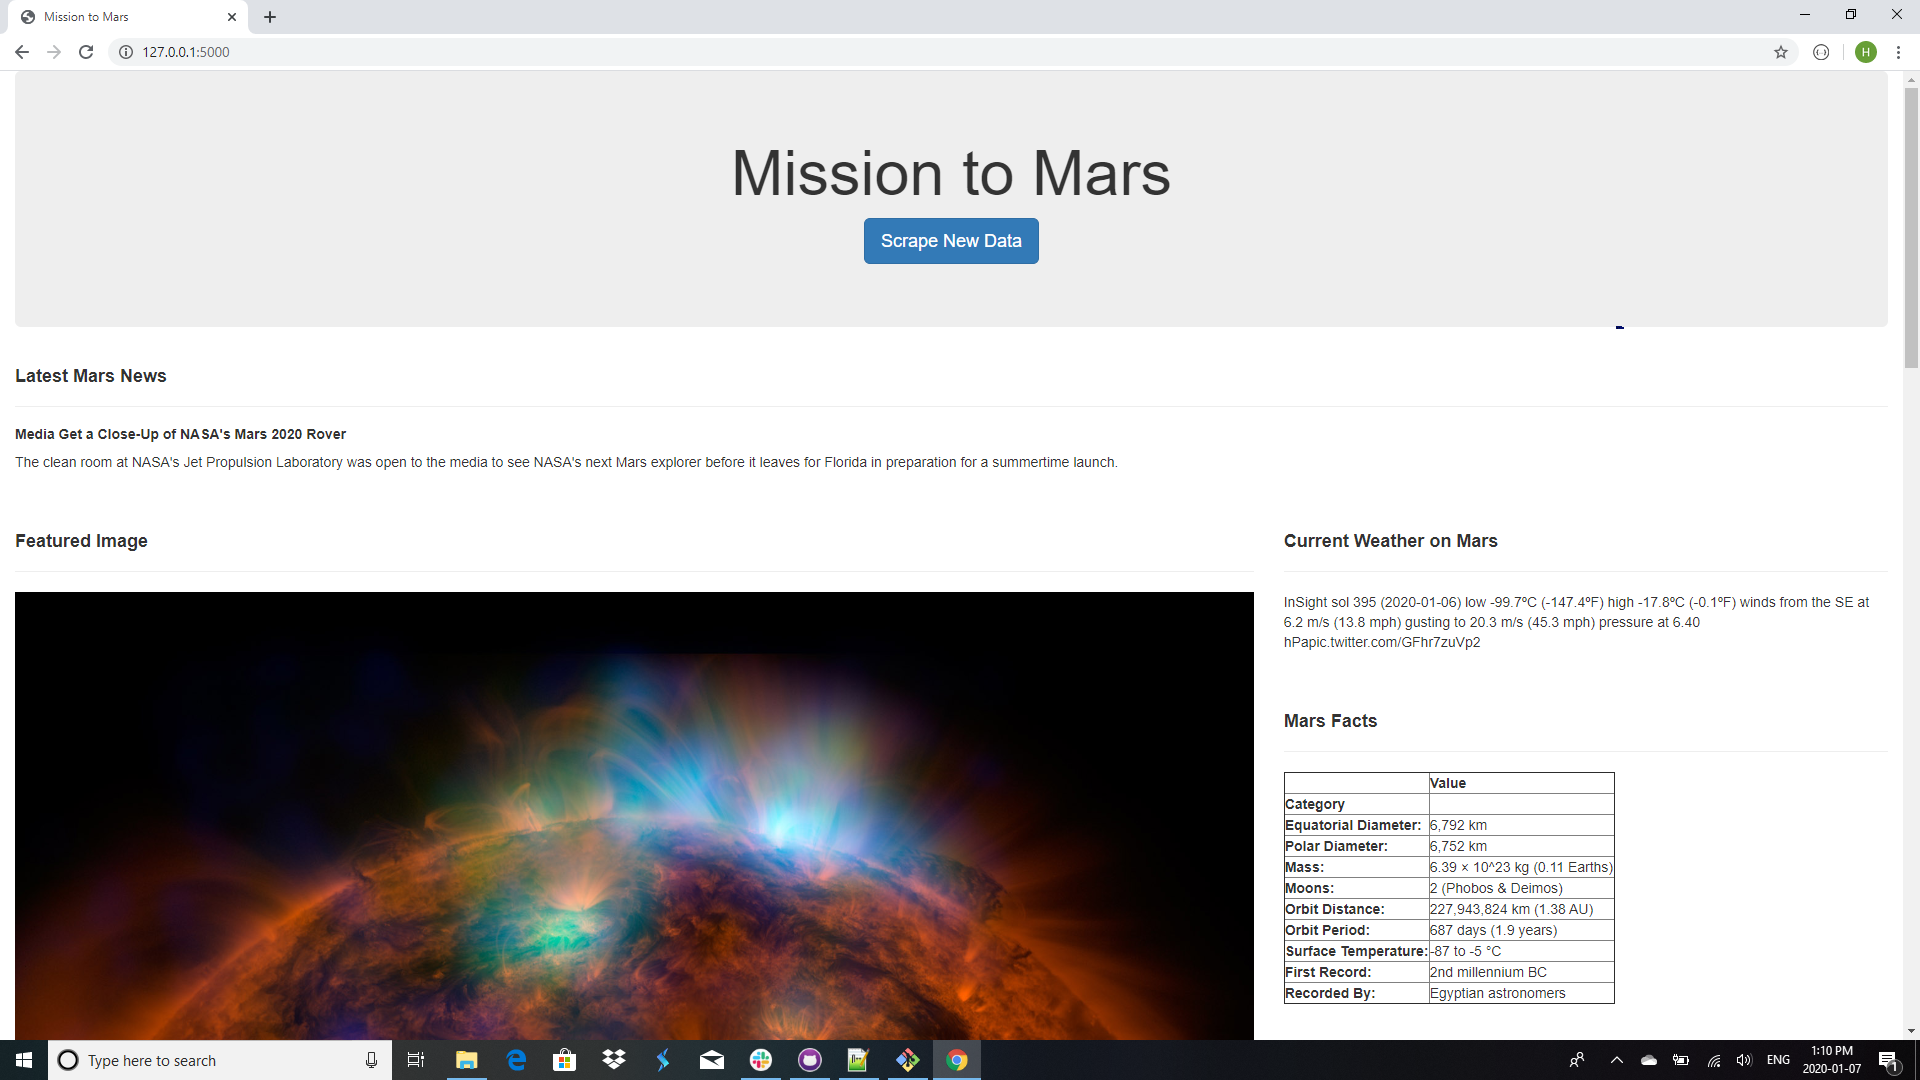 Mission to Mars
127.0.0.1:5000
H
Mission to Mars
Scrape New Data
Latest Mars News
Media Get a Close-Up of NASA's Mars 2020 Rover
The clean room at NASA's Jet Propulsion Laboratory was open to the media to see NASA's next Mars explorer before it leaves for Florida in preparation for a summertime launch.
Featured Image
Current Weather on Mars
InSight sol 395 (2020-01-06) low -99.7ºC (-147.4ºF) high -17.8ºC (-0.1ºF) winds from the SE at
6.2 m/s (13.8 mph) gusting to 20.3 m/s (45.3 mph) pressure at 6.40
hPapic.twitter.com/GFhr7zuVp2
Mars Facts
Value
Category
Equatorial Diameter: 6,792 km
Polar Diameter: 6,752 km
Mass: 6.39 × 10^23 kg (0.11 Earths)
Moons: 2 (Phobos & Deimos)
Orbit Distance: 227,943,824 km (1.38 AU)
Orbit Period: 687 days (1.9 years)
Surface Temperature: -87 to -5 °C
First Record: 2nd millennium BC
Recorded By: Egyptian astronomers
Type here to search
ENG
1:10 PM
2020-01-07
1